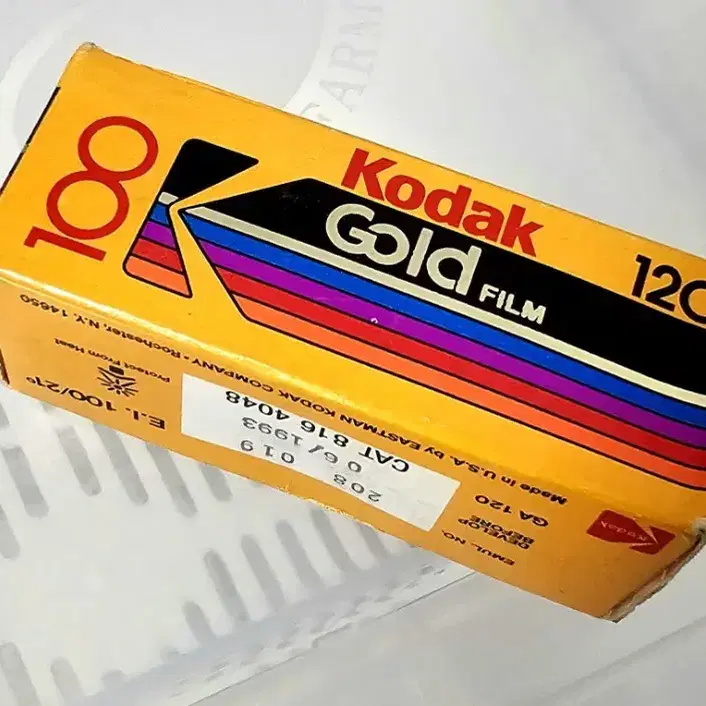 100
Kodak
Gold
FILM
120
EMUL. NO.
208 019
DEVELOP
BEFORE
06/1993
GA 120
CAT 816 4048
Made in U.S.A. by EASTMAN KODAK COMPANY • Rochester, N.Y. 14650
E.I. 100/21°
Protect From Heat
Kodak
FARM